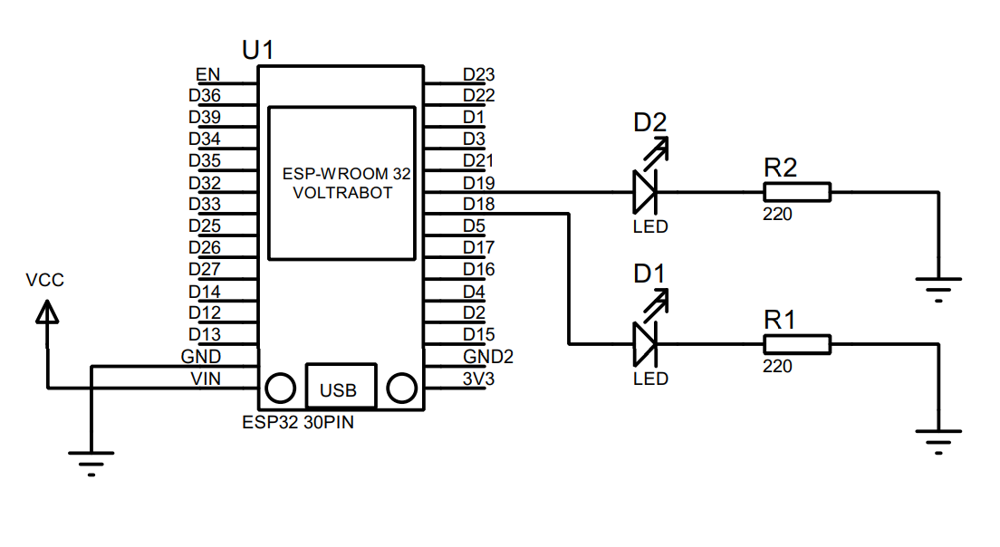 U1
EN
D36
D39
D34
D35
D32
D33
D25
D26
D27
D14
D12
D13
GND
VIN
ESP-WROOM 32
VOLTRABOT
USB
ESP32 30PIN
D23
D22
D1
D3
D21
D19
D18
D5
D17
D16
D4
D2
D15
GND2
3V3
VCC
D2
LED
R2
220
D1
LED
R1
220